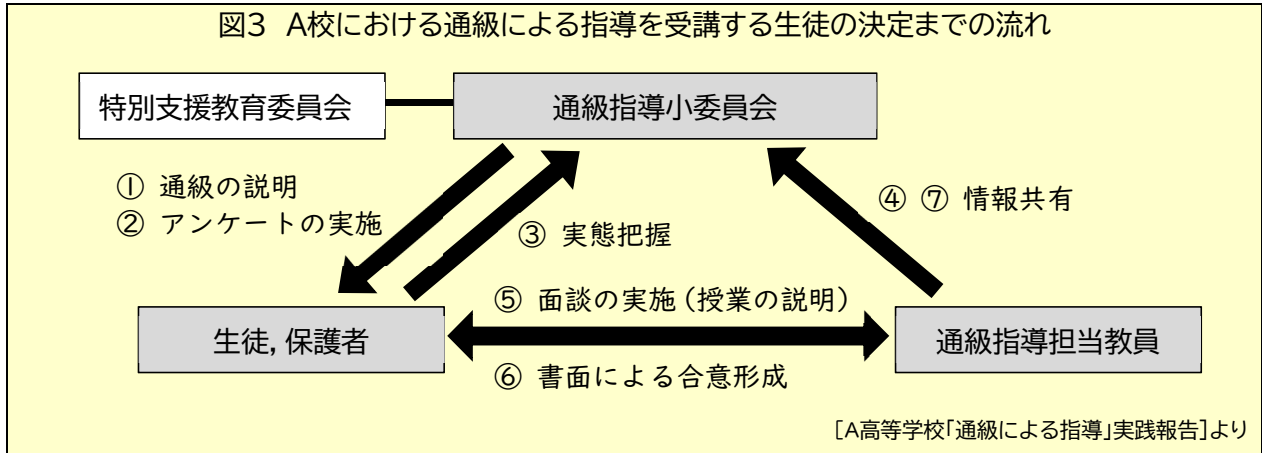 図3 A校における通級による指導を受講する生徒の決定までの流れ
特別支援教育委員会
通級指導小委員会
① 通級の説明
② アンケートの実施
③ 実態把握
④ ⑦ 情報共有
⑤ 面談の実施(授業の説明)
生徒,保護者
通級指導担当教員
⑥ 書面による合意形成
[A高等学校「通級による指導」実践報告]より